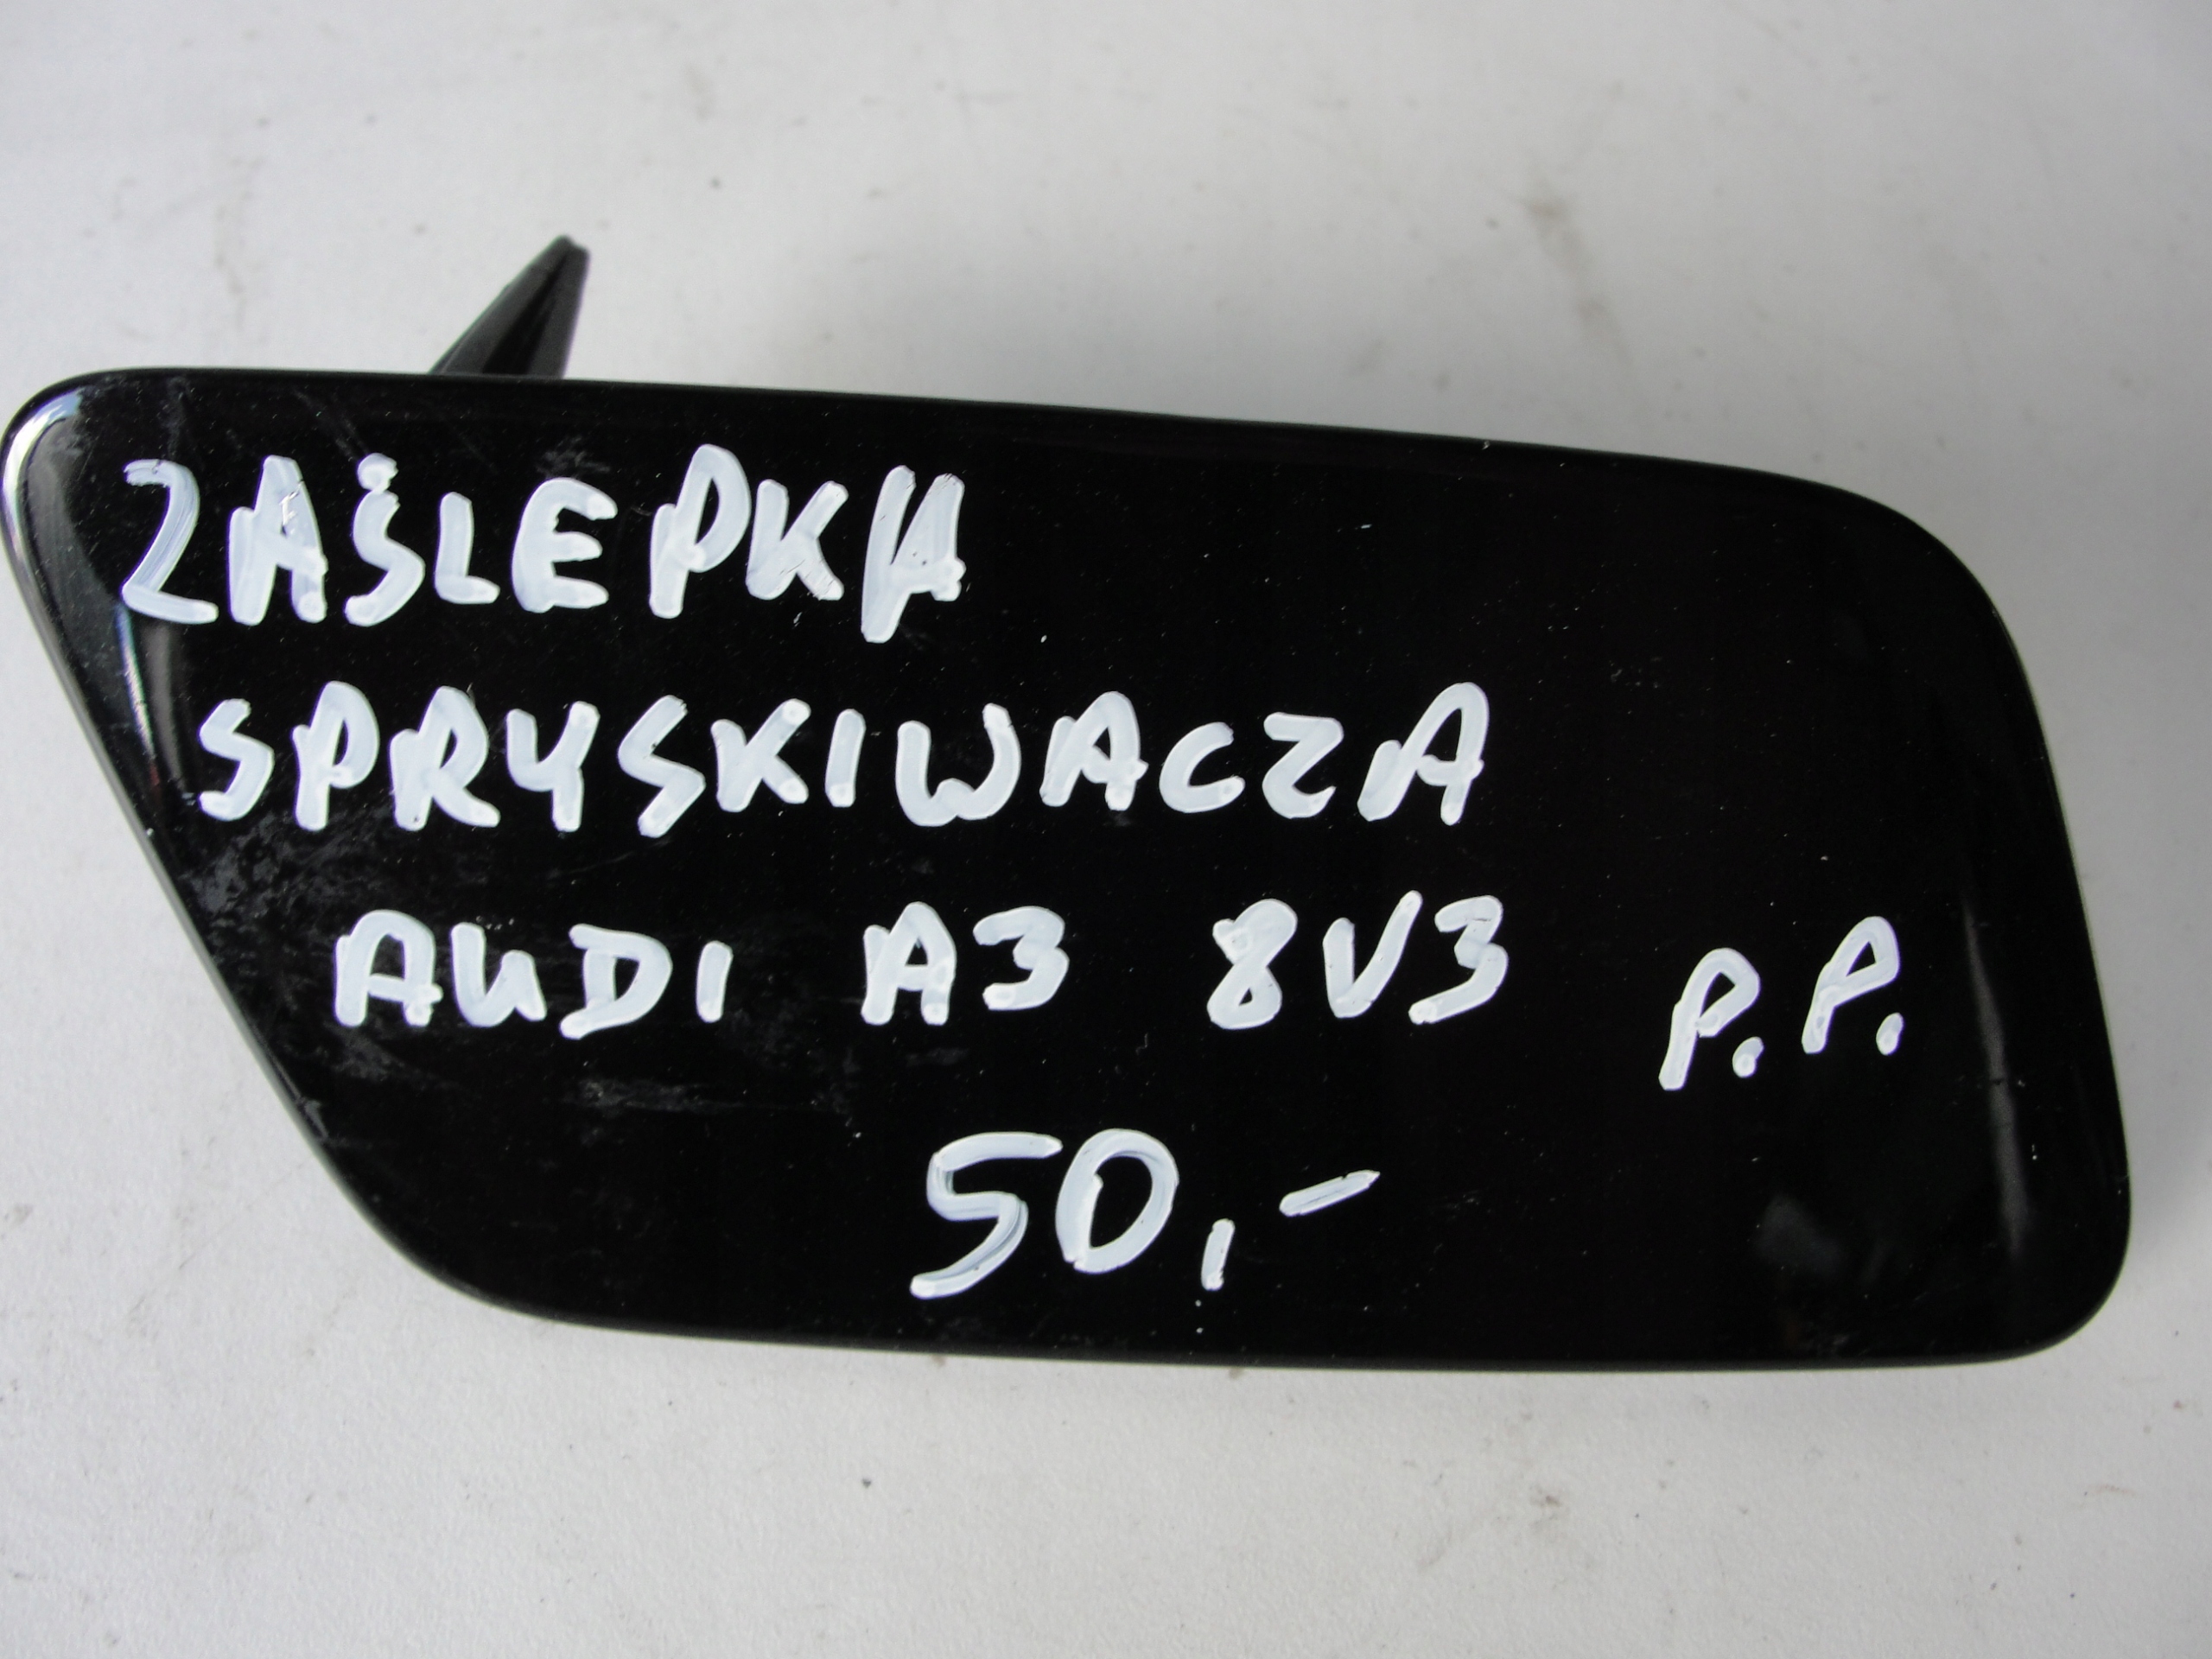 ZAŚLEPKA
SPRYSKIWACZA
AUDI A3 8V3 P.P.
50,-